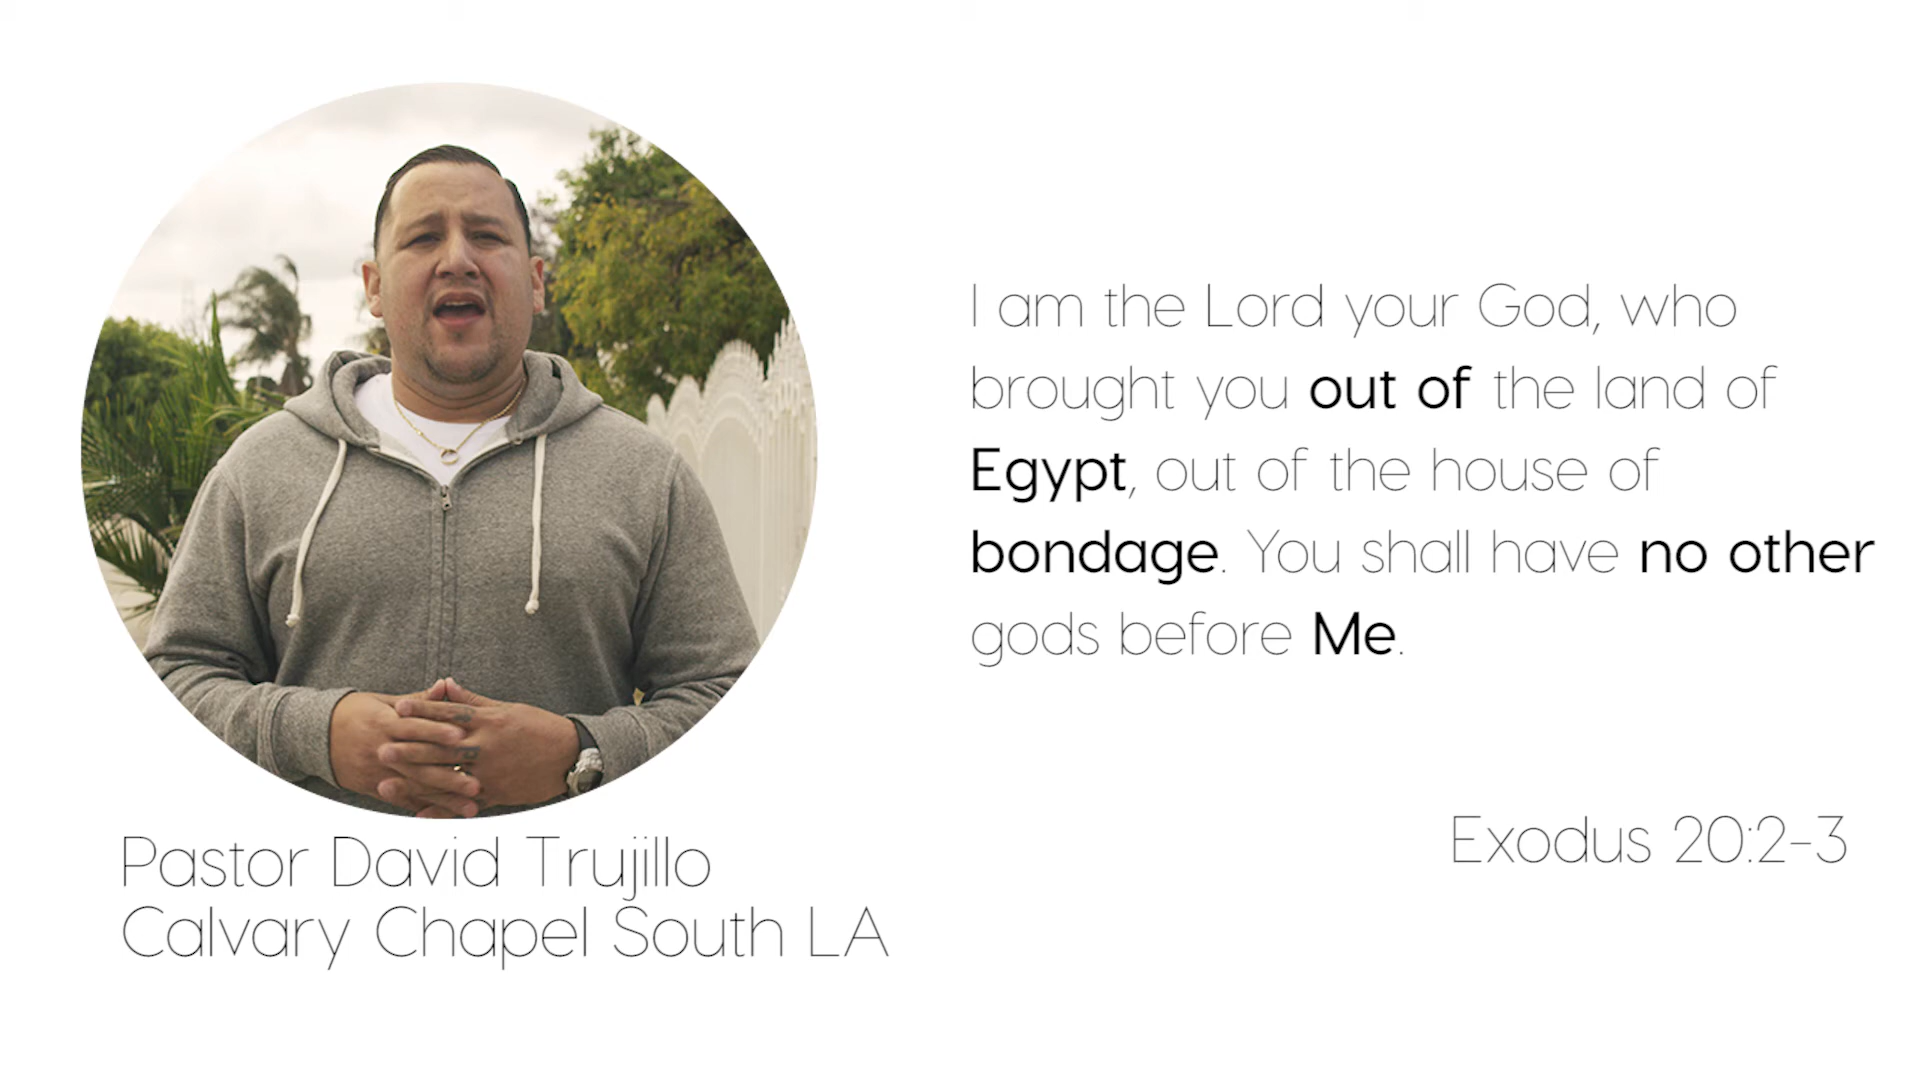 I am the Lord your God, who
brought you out of the land of
Egypt, out of the house of
bondage. You shall have no other
gods before Me.
Exodus 20:2-3
Pastor David Trujillo
Calvary Chapel South LA